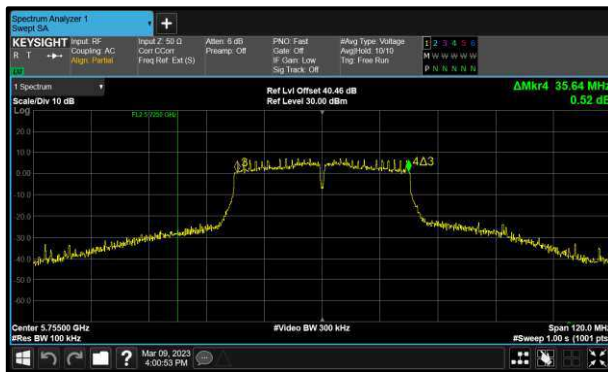 Spectrum Analyzer 1
Swept SA
+
KEYSIGHT
R T
Input: RF
Coupling: AC
Align: Partial
Input Z: 50 Ω
Corr CCorr
Freq Ref: Ext (S)
Atten: 6 dB
Preamp: Off
PNO: Fast
Gate: Off
IF Gain: Low
Sig Track: Off
#Avg Type: Voltage
Avg|Hold: 10/10
Trig: Free Run
1 2 3 4 5 6
M W W W W W W
P N N N N N N
1 Spectrum
Scale/Div 10 dB
Ref Lvl Offset 40.46 dB
Ref Level 30.00 dBm
ΔMkr4 35.64 MHz
0.52 dB
Log
20.0
10.0
0.00
-10.0
-20.0
-30.0
-40.0
-50.0
-60.0
3
4Δ3
Center 5.75500 GHz
#Res BW 100 kHz
#Video BW 300 kHz
Span 120.0 MHz
#Sweep 1.00 s (1001 pts)
?
Mar 09, 2023
4:00:53 PM